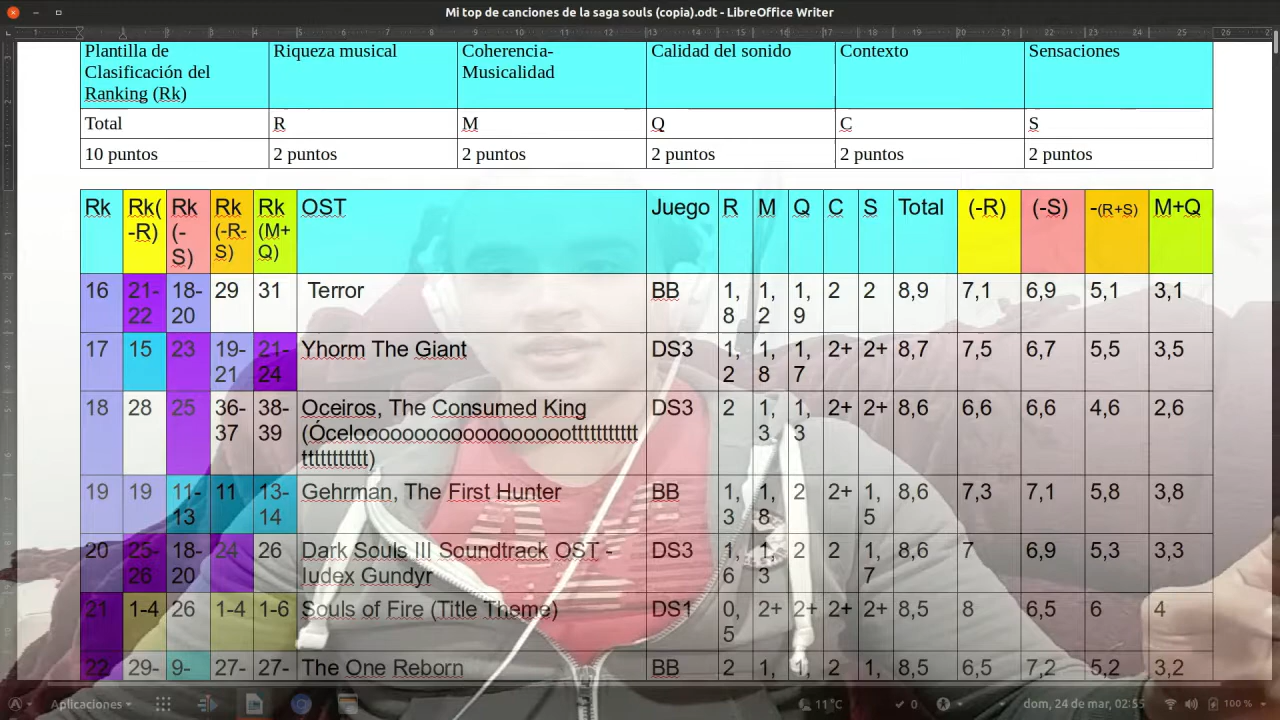 Mi top de canciones de la saga souls (copia).odt - LibreOffice Writer
Plantilla de Clasificación del Ranking (Rk) Riqueza musical Coherencia-Musicalidad Calidad del sonido Contexto Sensaciones
Total R M Q C S
10 puntos 2 puntos 2 puntos 2 puntos 2 puntos 2 puntos
Rk Rk(-R) Rk (-S) Rk (-R-S) Rk (M+Q) OST Juego R M Q C S Total (-R) (-S) -(R+S) M+Q
16 21-22 18-20 29 31 Terror BB 1,8 1,2 1,9 2 2 8,9 7,1 6,9 5,1 3,1
17 15 23 19-21 21-24 Yhorm The Giant DS3 1,2 1,8 1,7 2+ 2+ 8,7 7,5 6,7 5,5 3,5
18 28 25 36-37 38-39 Oceiros, The Consumed King DS3 2 1,3 1,3 2+ 2+ 8,6 6,6 6,6 4,6 2,6
19 19 11-13 11 13-14 Gehrman, The First Hunter BB 1,3 1,8 2 2+ 1,5 8,6 7,3 7,1 5,8 3,8
20 25-26 18-20 24 26 Dark Souls III Soundtrack OST - Iudex Gundyr DS3 1,6 1,3 2 2 1,7 8,6 7 6,9 5,3 3,3
21 1-4 26 1-4 1-6 Souls of Fire (Title Theme) DS1 0,5 2+ 2+ 2+ 2+ 8,5 8 6,5 6 4
22 29- 9- 27- 27- The One Reborn BB 2 1, 1, 2 1, 8,5 6,5 7,2 5,2 3,2
Aplicaciones 11°C 0 dom, 24 de mar, 02:55 100 %